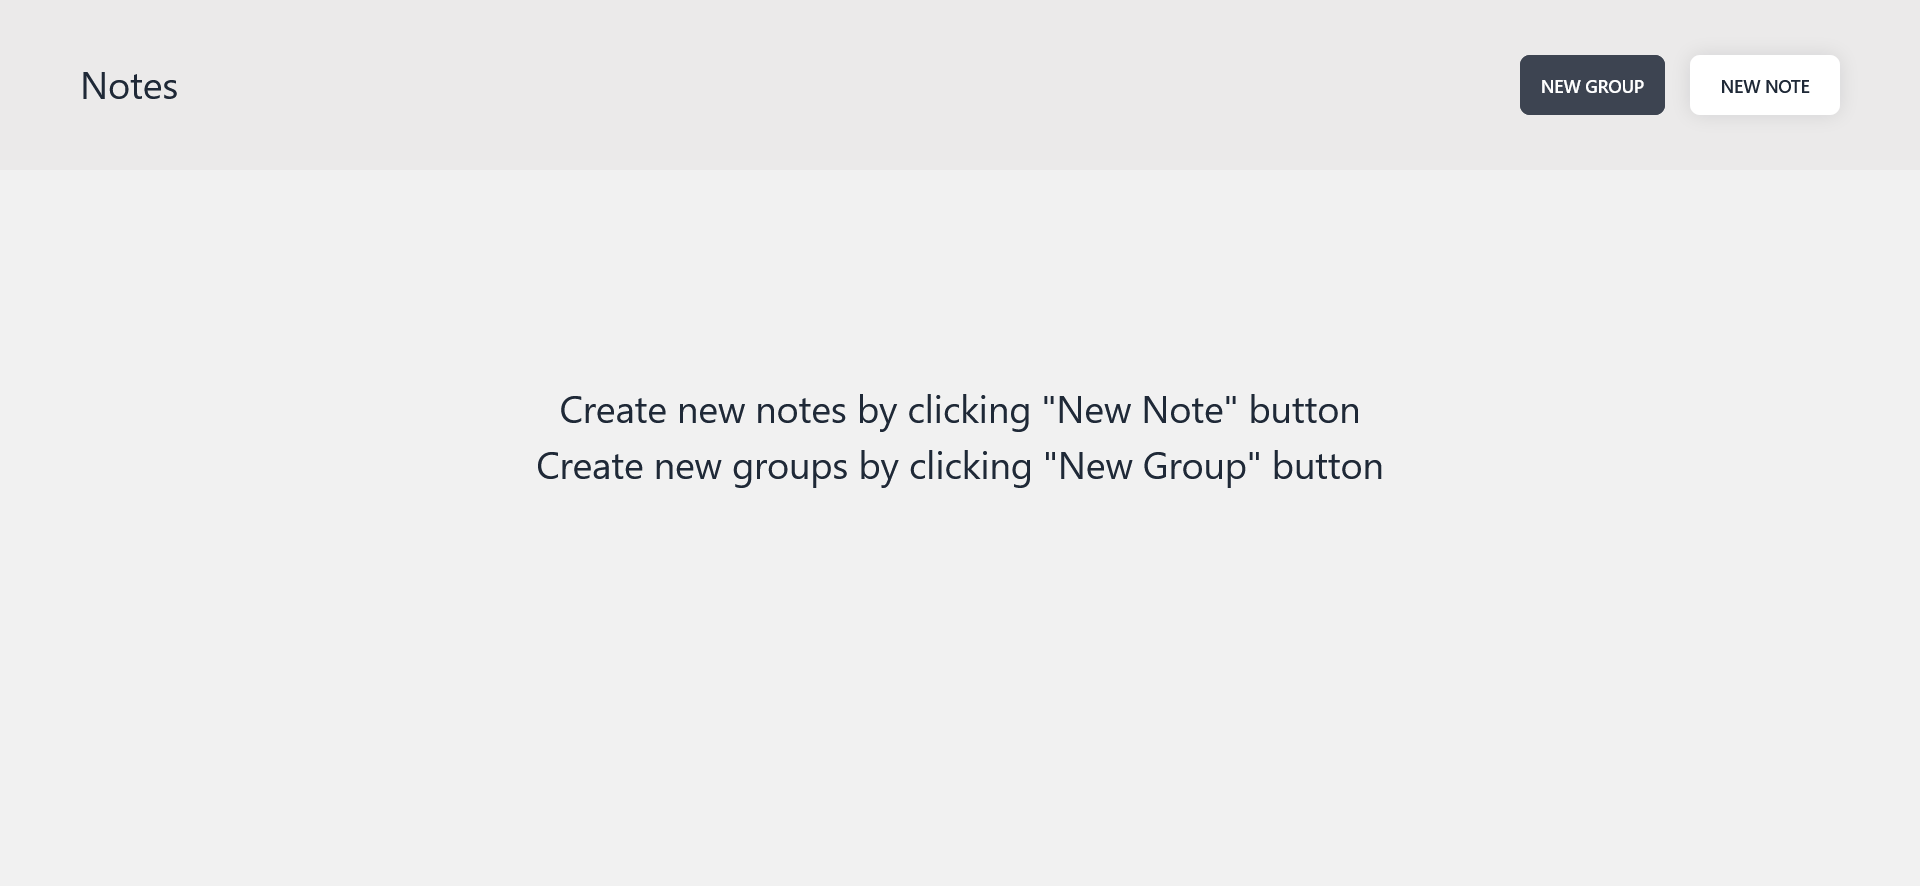 Notes
NEW GROUP
NEW NOTE
Create new notes by clicking "New Note" button
Create new groups by clicking "New Group" button